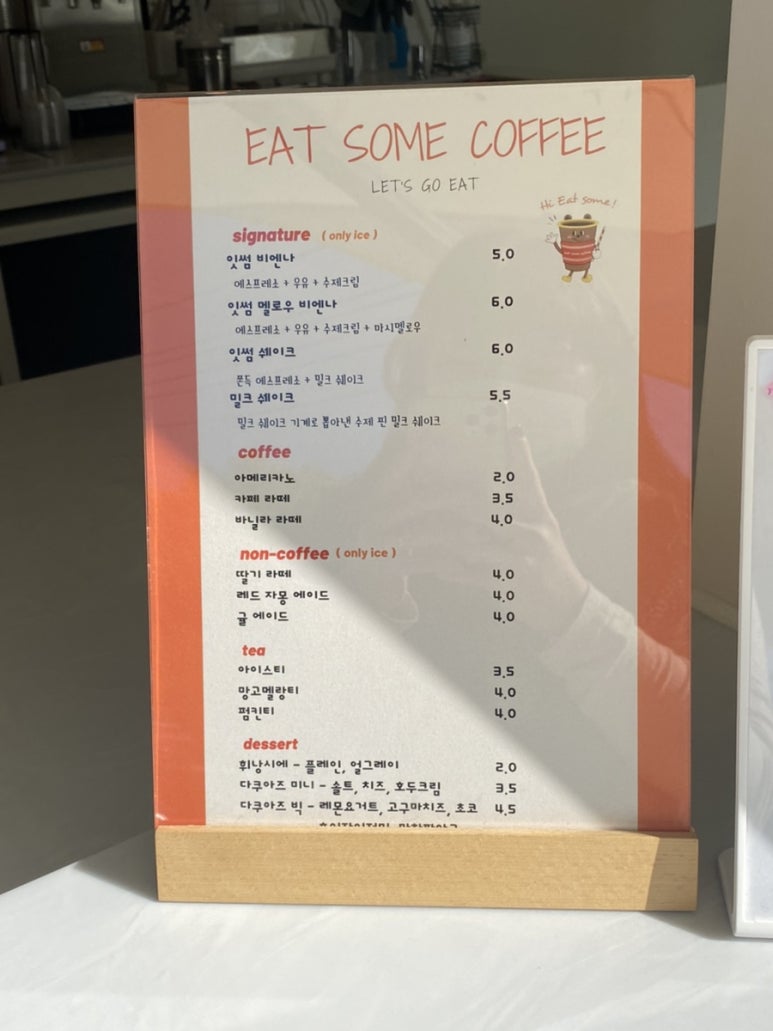 EAT SOME COFFEE
LET'S GO EAT
Hi Eat some!
signature ( only ice )
잇썸 비엔나 5.0
에스프레소 + 우유 + 수제크림
잇썸 멜로우 비엔나 6.0
에스프레소 + 우유 + 수제크림 + 마시멜로우
잇썸 쉐이크 6.0
쫀득 에스프레소 + 밀크 쉐이크
밀크 쉐이크 5.5
밀크 쉐이크 기계로 뽑아낸 수제 찐 밀크 쉐이크
coffee
아메리카노 2.0
카페 라떼 3.5
바닐라 라떼 4.0
non-coffee ( only ice )
딸기 라떼 4.0
레드 자몽 에이드 4.0
귤 에이드 4.0
tea
아이스티 3.5
망고멜랑티 4.0
펌킨티 4.0
dessert
휘낭시에 - 플레인, 얼그레이 2.0
다쿠아즈 미니 - 솔트, 치즈, 호두크림 3.5
다쿠아즈 빅 - 레몬요거트, 고구마치즈, 초코 4.5